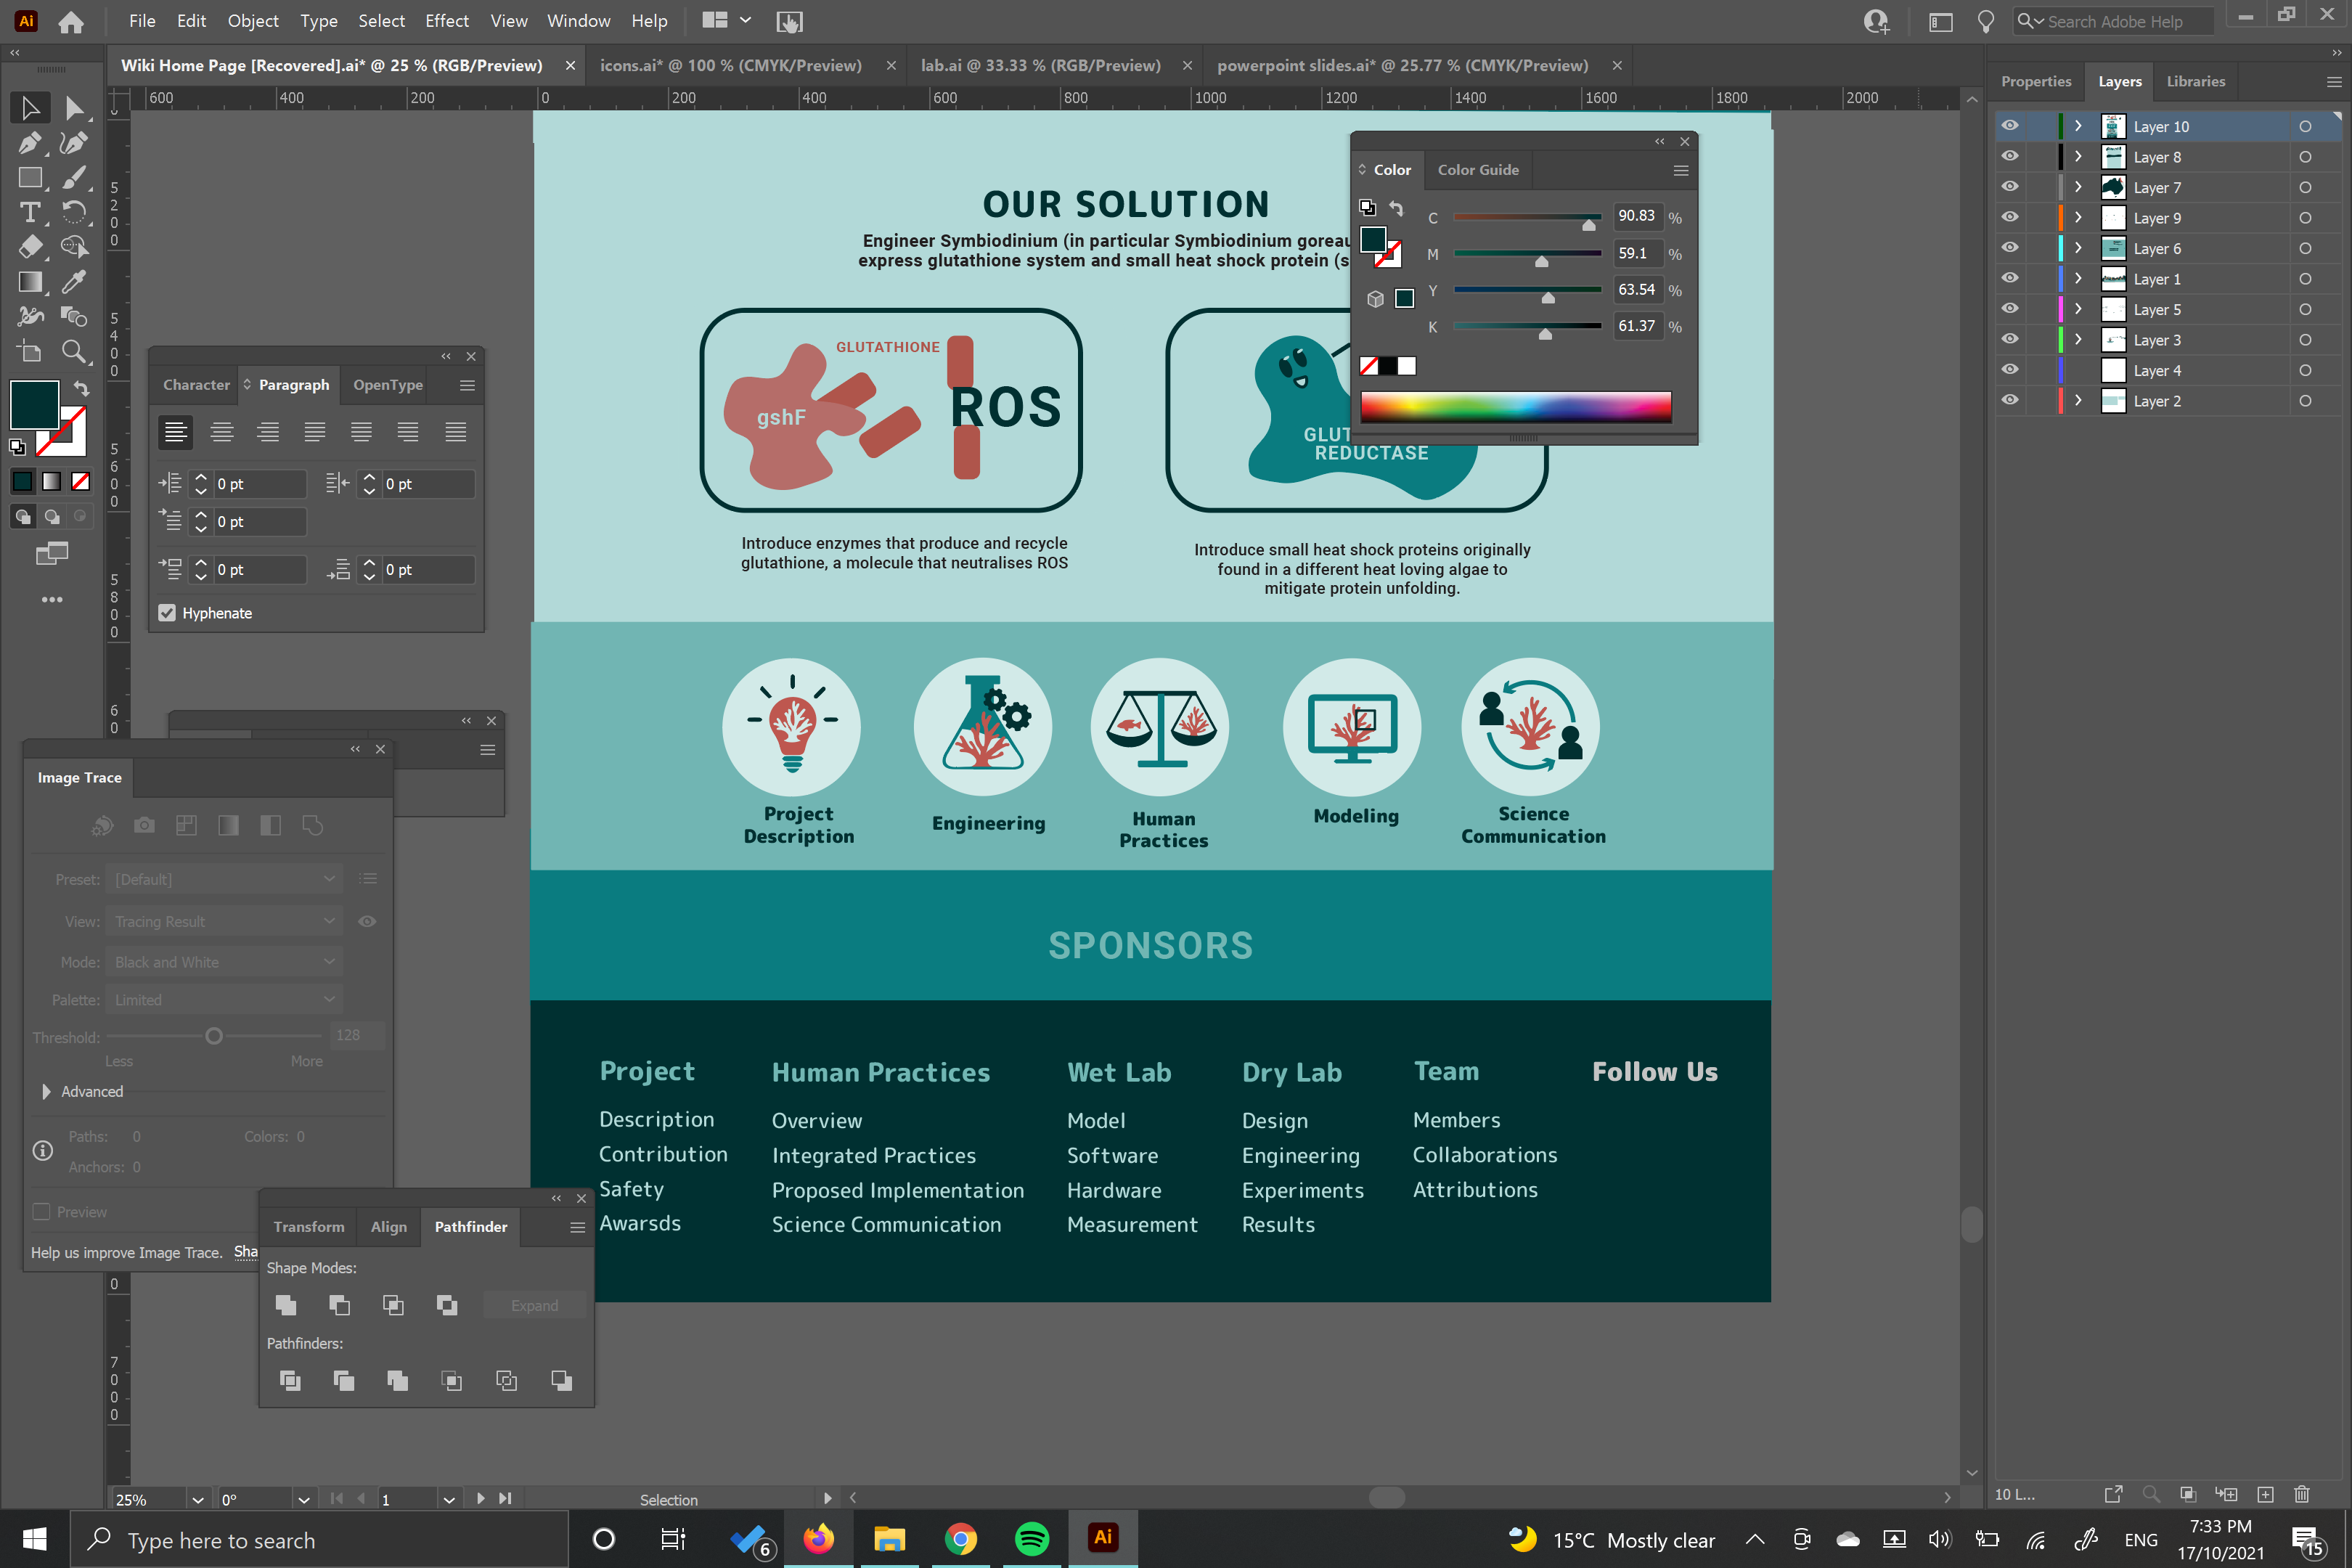 Ai File Edit Object Type Select Effect View Window Help Search Adobe Help
Wiki Home Page [Recovered].ai* @ 25 % (RGB/Preview) icons.ai* @ 100 % (CMYK/Preview) lab.ai @ 33.33 % (RGB/Preview) powerpoint slides.ai* @ 25.77 % (CMYK/Preview)
600 400 200 0 200 400 600 800 1000 1200 1400 1600 1800 2000
Properties Layers Libraries
Layer 10
Layer 8
Layer 7
Layer 9
Layer 6
Layer 1
Layer 5
Layer 3
Layer 4
Layer 2
Color Color Guide
C 90.83 %
M 59.1 %
Y 63.54 %
K 61.37 %
5200
5400
5600
5800
60
0
7000
OUR SOLUTION
Engineer Symbiodinium (in particular Symbiodinium goreau
express glutathione system and small heat shock protein (s
GLUTATHIONE
gshF
ROS
GLUT
REDUCTASE
Introduce enzymes that produce and recycle
glutathione, a molecule that neutralises ROS
Introduce small heat shock proteins originally
found in a different heat loving algae to
mitigate protein unfolding.
Character Paragraph OpenType
0 pt 0 pt
0 pt
0 pt 0 pt
Hyphenate
Project
Description
Engineering
Human
Practices
Modeling
Science
Communication
SPONSORS
Project
Description
Contribution
Safety
Awarsds
Human Practices
Overview
Integrated Practices
Proposed Implementation
Science Communication
Wet Lab
Model
Software
Hardware
Measurement
Dry Lab
Design
Engineering
Experiments
Results
Team
Members
Collaborations
Attributions
Follow Us
Image Trace
Preset: [Default]
View: Tracing Result
Mode: Black and White
Palette: Limited
Threshold: 128
Less More
Advanced
Paths: 0 Colors: 0
Anchors: 0
Preview
Help us improve Image Trace. Sha
Transform Align Pathfinder
Shape Modes:
Expand
Pathfinders:
25% 0° 1 Selection
10 L...
Type here to search
6
Ai
15°C Mostly clear
ENG
7:33 PM
17/10/2021
15